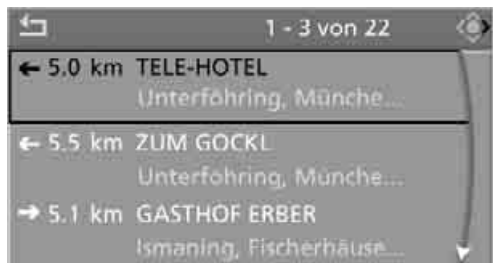 1 - 3 von 22
5.0 km TELE-HOTEL
Unterföhring, Münche...
5.5 km ZUM GOCKL
Unterföhring, Münche...
5.1 km GASTHOF ERBER
Ismaning, Fischerhäuse...